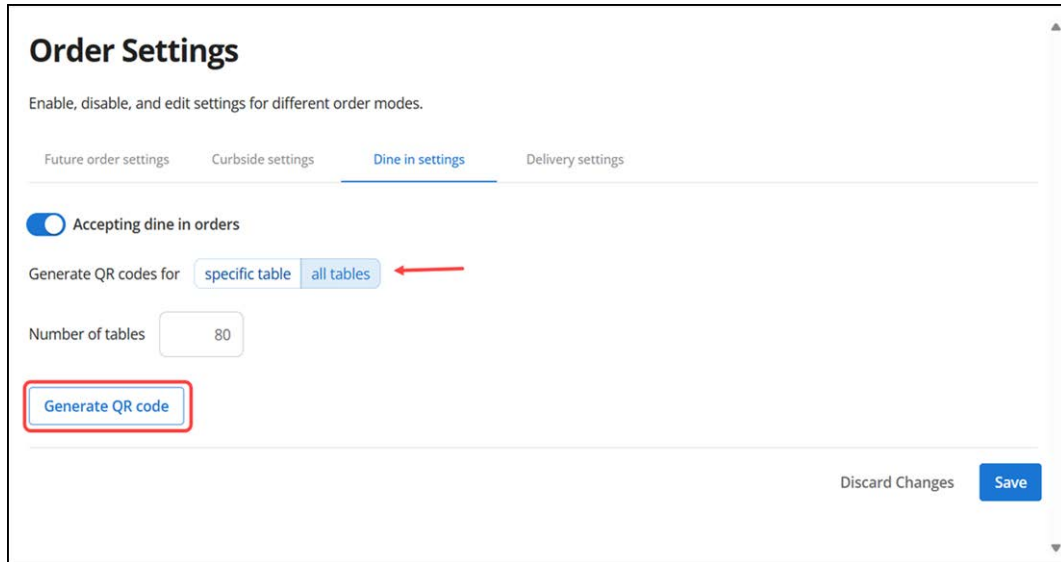 Order Settings
Enable, disable, and edit settings for different order modes.
Future order settings Curbside settings Dine in settings Delivery settings
Accepting dine in orders
Generate QR codes for specific table all tables
Number of tables 80
Generate QR code
Discard Changes Save